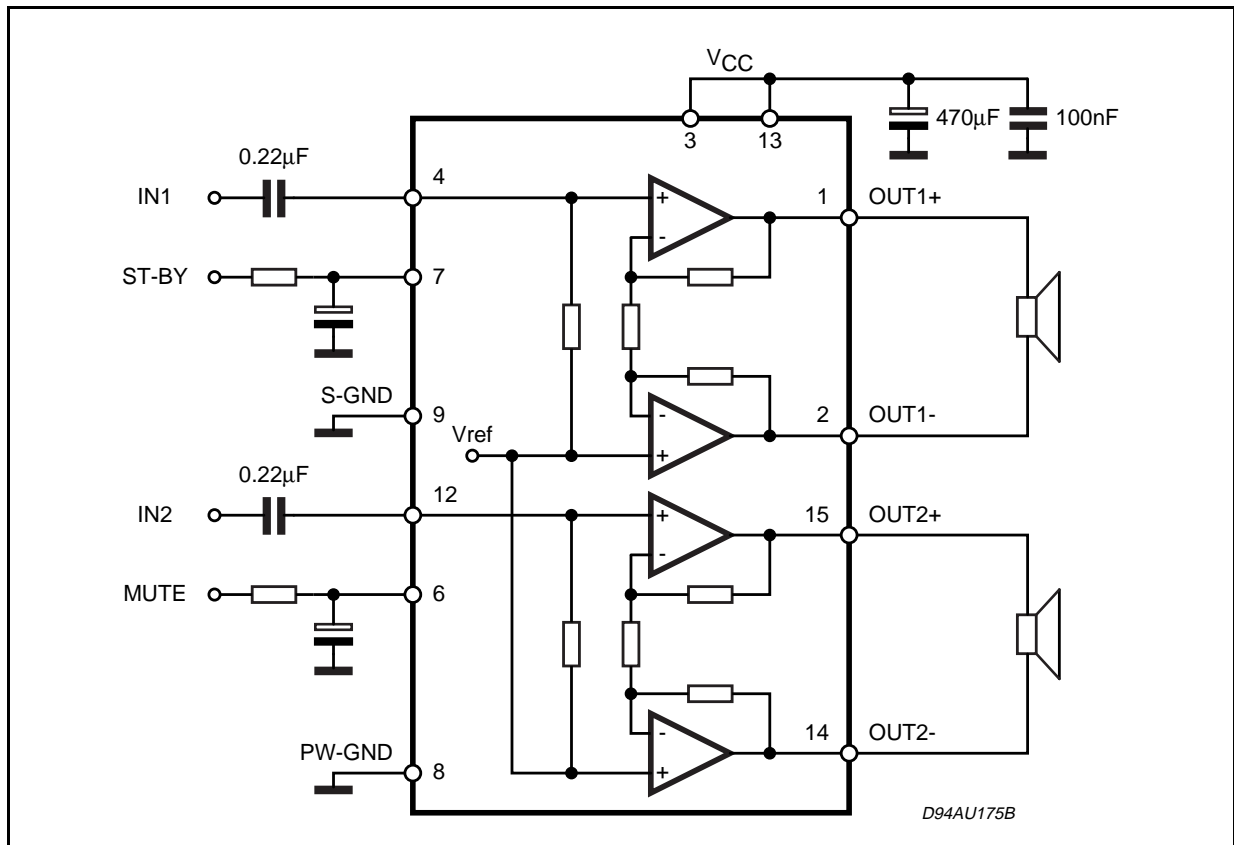 VCC
470µF
100nF
3
13
0.22µF
IN1
4
+
-
1
OUT1+
ST-BY
7
S-GND
9
-
+
2
OUT1-
Vref
0.22µF
IN2
12
+
-
15
OUT2+
MUTE
6
-
+
14
OUT2-
PW-GND
8
D94AU175B